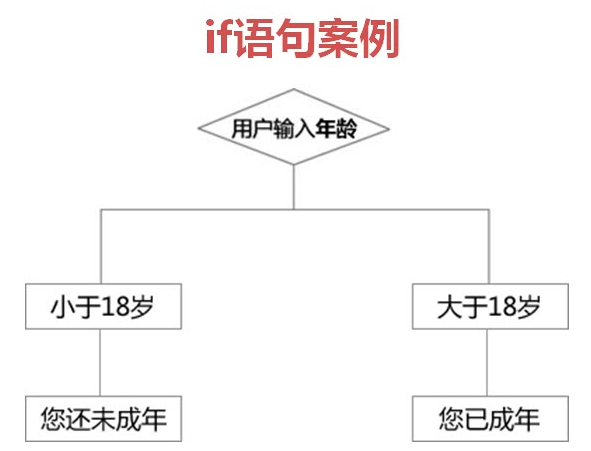 if语句案例
用户输入年龄
小于18岁
大于18岁
您还未成年
您已成年